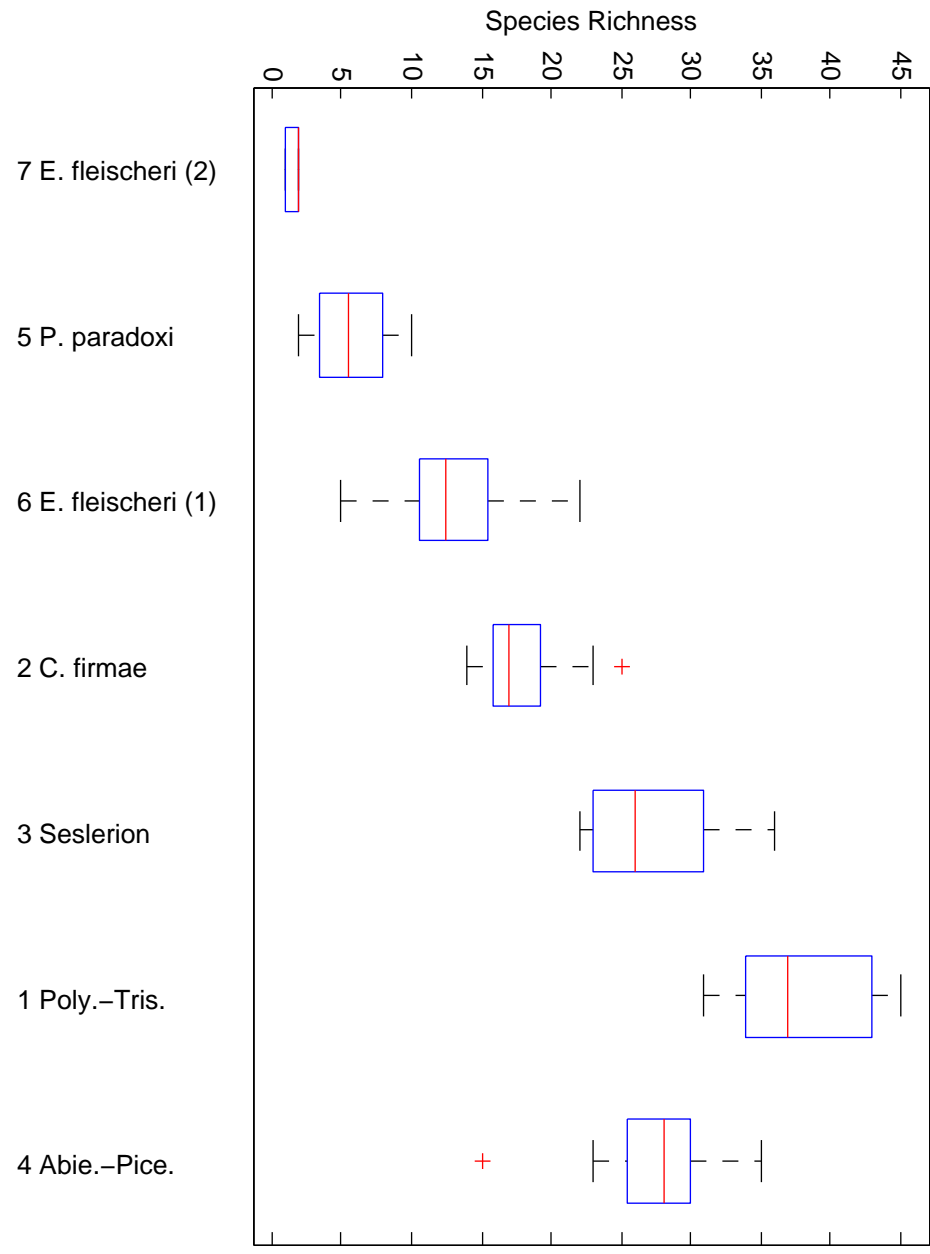 Species Richness
0 5 10 15 20 25 30 35 40 45
7 E. fleischeri (2)
5 P. paradoxi
6 E. fleischeri (1)
2 C. firmae
3 Seslerion
1 Poly.−Tris.
4 Abie.−Pice.